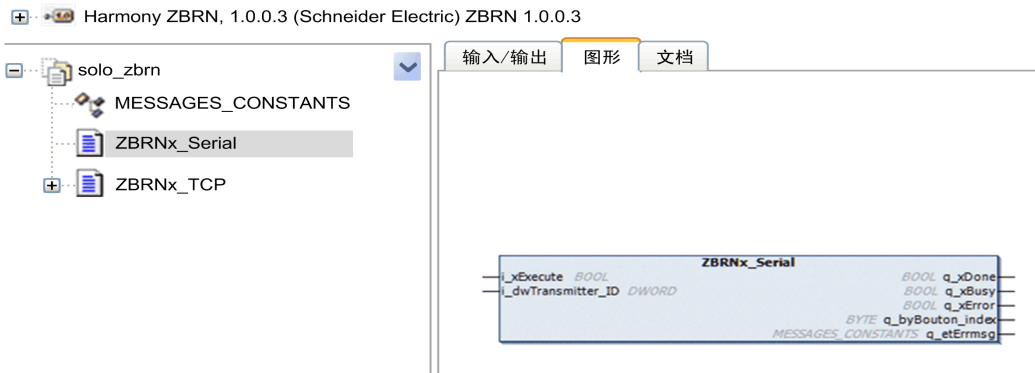 Harmony ZBRN, 1.0.0.3 (Schneider Electric) ZBRN 1.0.0.3
solo_zbrn
MESSAGES_CONSTANTS
ZBRNx_Serial
ZBRNx_TCP
输入/输出 图形 文档
ZBRNx_Serial
i_xExecute BOOL BOOL q_xDone
i_dwTransmitter_ID DWORD BOOL q_xBusy
BOOL q_xError
BYTE q_byBouton_index
MESSAGES_CONSTANTS q_etErrmsg